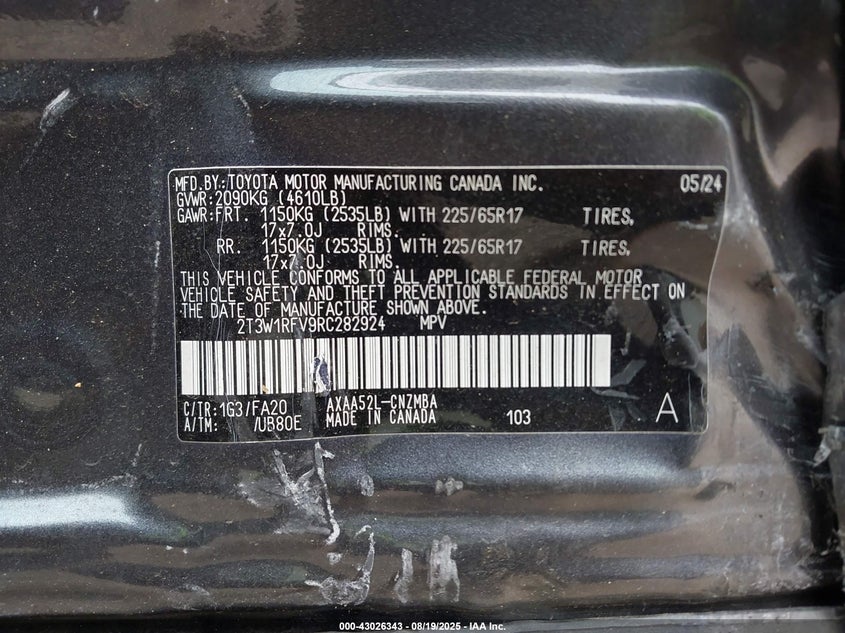 MFD.BY:TOYOTA MOTOR MANUFACTURING CANADA INC. 05/24
GVWR:2090KG (4610LB)
GAWR:FRT. 1150KG (2535LB) WITH 225/65R17 TIRES,
17x7.0J RIMS.
RR. 1150KG (2535LB) WITH 225/65R17 TIRES,
17x7.0J RIMS.
THIS VEHICLE CONFORMS TO ALL APPLICABLE FEDERAL MOTOR
VEHICLE SAFETY AND THEFT PREVENTION STANDARDS IN EFFECT ON
THE DATE OF MANUFACTURE SHOWN ABOVE.
2T3W1RFV9RC282924 MPV
C/TR:1G3/FA20 AXAA52L-CNZMBA
A/TM: /UB80E MADE IN CANADA 103 A
000-43026343 - 08/19/2025 - IAA Inc.